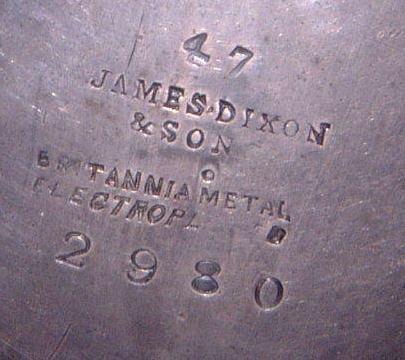 47
JAMES·DIXON
& SON
BRITANNIA METAL
ELECTROPL
2980